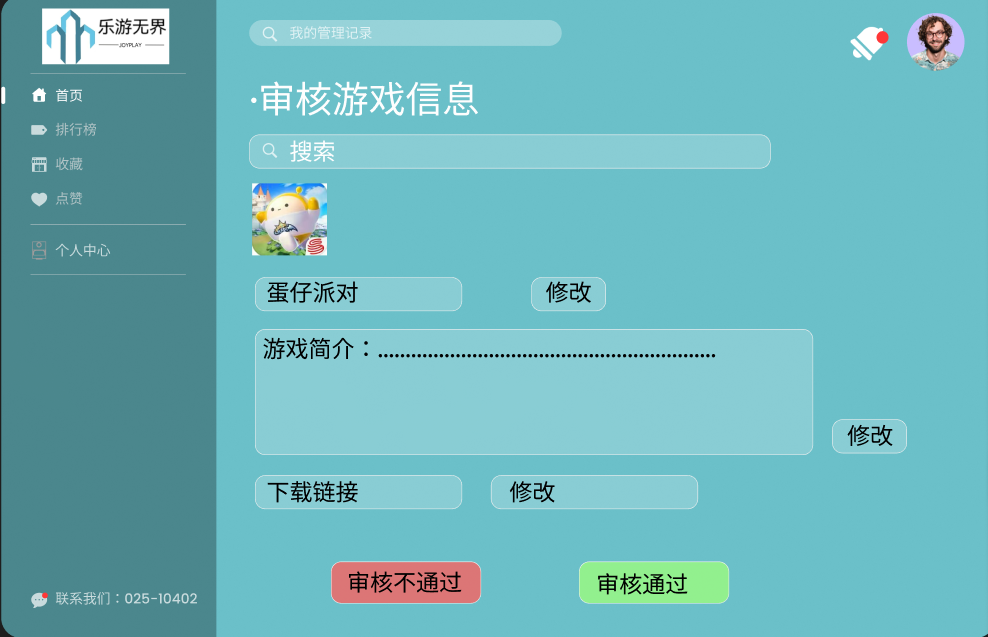 乐游无界
JOYPLAY
首页
排行榜
收藏
点赞
个人中心
联系我们：025-10402
我的管理记录
·审核游戏信息
搜索
蛋仔派对
修改
游戏简介：.............................................................
修改
下载链接
修改
审核不通过
审核通过